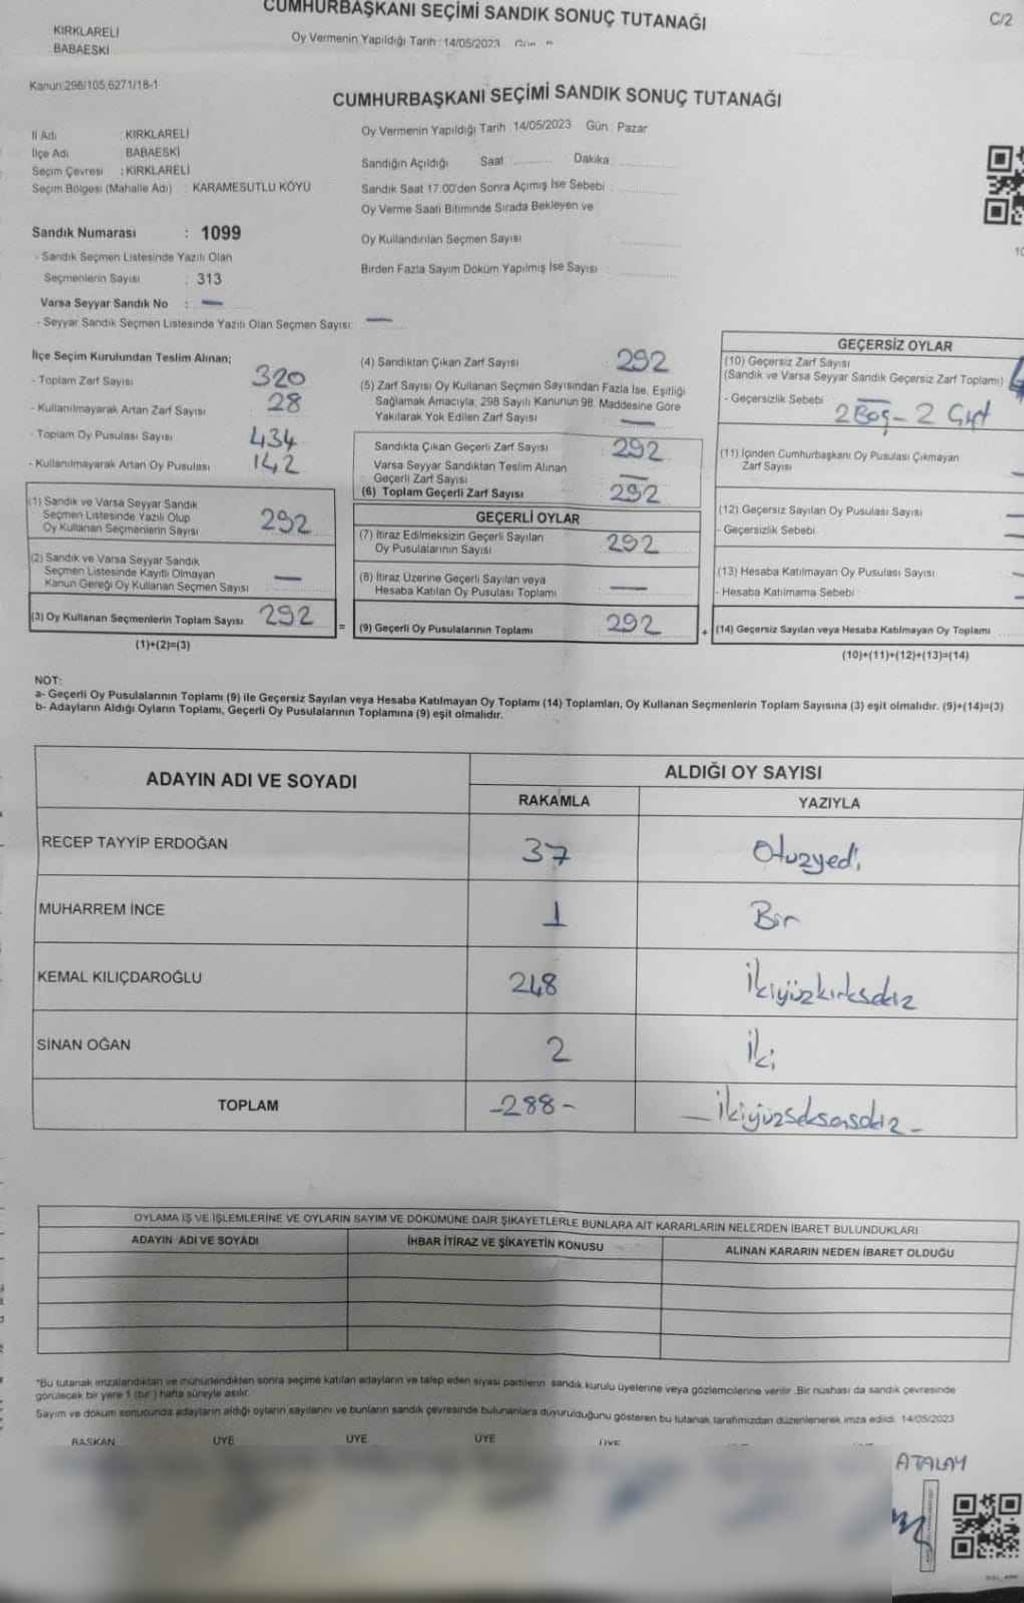 CUMHURBAŞKANI SEÇİMİ SANDIK SONUÇ TUTANAĞI
C/2
KIRKLARELİ
BABAESKİ
Oy Vermenin Yapıldığı Tarih : 14/05/2023
Kanun:298/105,6271/18-1
CUMHURBAŞKANI SEÇİMİ SANDIK SONUÇ TUTANAĞI
İl Adı : KIRKLARELİ
İlçe Adı : BABAESKİ
Seçim Çevresi : KIRKLARELİ
Seçim Bölgesi (Mahalle Adı) : KARAMESUTLU KÖYÜ
Oy Vermenin Yapıldığı Tarih : 14/05/2023 Gün : Pazar
Sandığın Açıldığı Saat Dakika
Sandık Saat 17.00'den Sonra Açımış İse Sebebi :
Oy Verme Saati Bitiminde Sırada Bekleyen ve
Oy Kullandırılan Seçmen Sayısı
Birden Fazla Sayım Döküm Yapılmış İse Sayısı :
Sandık Numarası : 1099
- Sandık Seçmen Listesinde Yazılı Olan
Seçmenlerin Sayısı : 313
Varsa Seyyar Sandık No : —
- Seyyar Sandık Seçmen Listesinde Yazılı Olan Seçmen Sayısı: —
İlçe Seçim Kurulundan Teslim Alınan;
- Toplam Zarf Sayısı 320
- Kullanılmayarak Artan Zarf Sayısı 28
- Toplam Oy Pusulası Sayısı 434
- Kullanılmayarak Artan Oy Pusulası 142
(1) Sandık ve Varsa Seyyar Sandık
Seçmen Listesinde Yazılı Olup
Oy Kullanan Seçmenlerin Sayısı 292
(2) Sandık ve Varsa Seyyar Sandık
Seçmen Listesinde Kayıtlı Olmayan
Kanun Gereği Oy Kullanan Seçmen Sayısı —
(3) Oy Kullanan Seçmenlerin Toplam Sayısı 292
(1)+(2)=(3)
(4) Sandıktan Çıkan Zarf Sayısı 292
(5) Zarf Sayısı Oy Kullanan Seçmen Sayısından Fazla İse, Eşitliği
Sağlamak Amacıyla; 298 Sayılı Kanunun 98. Maddesine Göre
Yakılarak Yok Edilen Zarf Sayısı —
Sandıkta Çıkan Geçerli Zarf Sayısı 292
Varsa Seyyar Sandıktan Teslim Alınan
Geçerli Zarf Sayısı —
(6) Toplam Geçerli Zarf Sayısı 292
GEÇERLİ OYLAR
(7) İtiraz Edilmeksizin Geçerli Sayılan
Oy Pusulalarının Sayısı 292
(8) İtiraz Üzerine Geçerli Sayılan veya
Hesaba Katılan Oy Pusulası Toplamı —
= (9) Geçerli Oy Pusulalarının Toplamı 292 +
GEÇERSİZ OYLAR
(10) Geçersiz Zarf Sayısı
(Sandık ve Varsa Seyyar Sandık Geçersiz Zarf Toplamı)
- Geçersizlik Sebebi 2 Boş - 2 Çift
(11) İçinden Cumhurbaşkanı Oy Pusulası Çıkmayan
Zarf Sayısı
(12) Geçersiz Sayılan Oy Pusulası Sayısı
- Geçersizlik Sebebi
(13) Hesaba Katılmayan Oy Pusulası Sayısı
- Hesaba Katılmama Sebebi
(14) Geçersiz Sayılan veya Hesaba Katılmayan Oy Toplamı
(10)+(11)+(12)+(13)=(14)
NOT:
a- Geçerli Oy Pusulalarının Toplamı (9) ile Geçersiz Sayılan veya Hesaba Katılmayan Oy Toplamı (14) Toplamları, Oy Kullanan Seçmenlerin Toplam Sayısına (3) eşit olmalıdır. (9)+(14)=(3)
b- Adayların Aldığı Oyların Toplamı, Geçerli Oy Pusulalarının Toplamına (9) eşit olmalıdır.
ADAYIN ADI VE SOYADI
ALDIĞI OY SAYISI
RAKAMLA YAZIYLA
RECEP TAYYİP ERDOĞAN 37 Otuzyedi
MUHARREM İNCE 1 Bir
KEMAL KILIÇDAROĞLU 248 İkiyüzkırksekiz
SİNAN OĞAN 2 İki
TOPLAM -288- - İkiyüzseksensekiz -
OYLAMA İŞ VE İŞLEMLERİNE VE OYLARIN SAYIM VE DÖKÜMÜNE DAİR ŞİKAYETLERLE BUNLARA AİT KARARLARIN NELERDEN İBARET BULUNDUKLARI
ADAYIN ADI VE SOYADI İHBAR İTİRAZ VE ŞİKAYETİN KONUSU ALINAN KARARIN NEDEN İBARET OLDUĞU
*Bu tutanak imzalandıktan ve mühürlendikten sonra seçime katılan adayların ve talep eden siyasi partilerin sandık kurulu üyelerine veya gözlemcilerine verilir. Bir nüshası da sandık çevresinde
görülecek bir yere 1 (bir) hafta süreyle asılır.
Sayım ve döküm sonucunda adayların aldığı oyların sayılarını ve bunların sandık çevresinde bulunanlara duyurulduğunu gösteren bu tutanak tarafımızdan düzenlenerek imza edildi. 14/05/2023
BAŞKAN ÜYE ÜYE ÜYE ÜYE
ATALAY